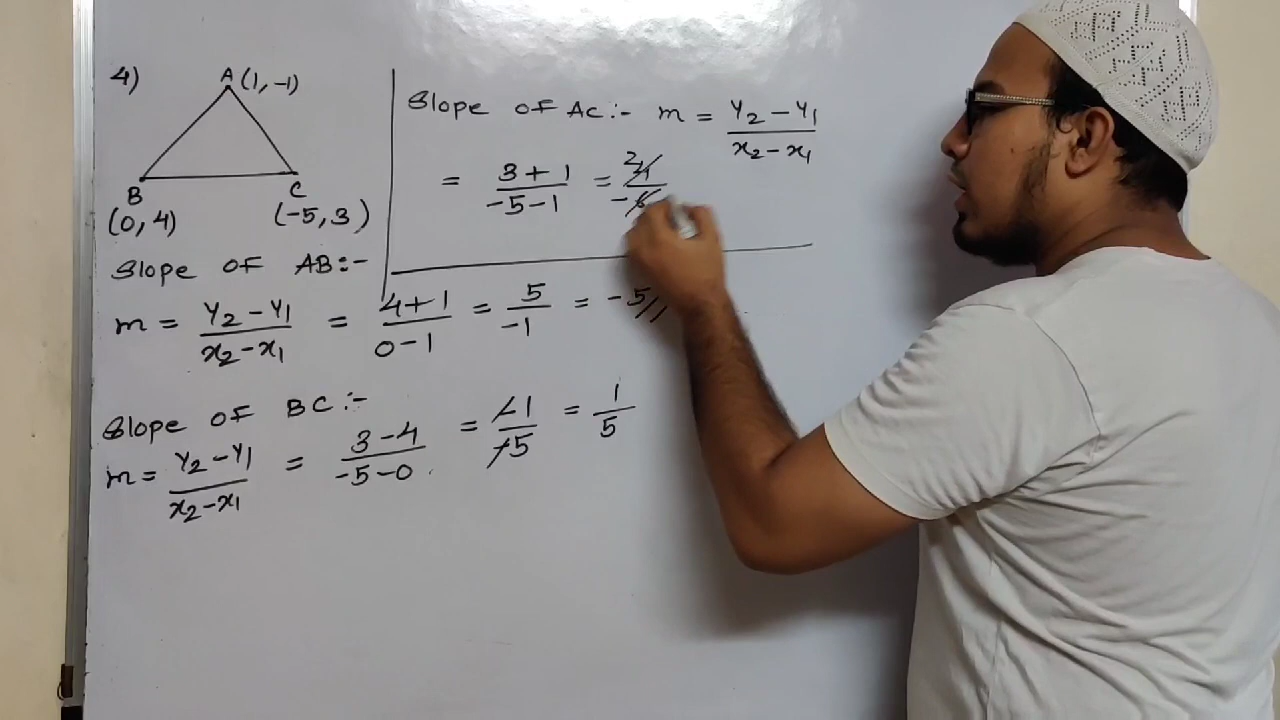 4)
A (1, -1)
B
C
(0, 4)
(-5, 3)
Slope of AB:-
m = Y2 - Y1 / x2 - x1 = 4 + 1 / 0 - 1 = 5 / -1 = -5//
Slope of BC:-
m = Y2 - Y1 / x2 - x1 = 3 - 4 / -5 - 0 = -1 / -5 = 1 / 5
Slope of AC:- m = Y2 - Y1 / x2 - x1
= 3 + 1 / -5 - 1 = 2 4 / -6